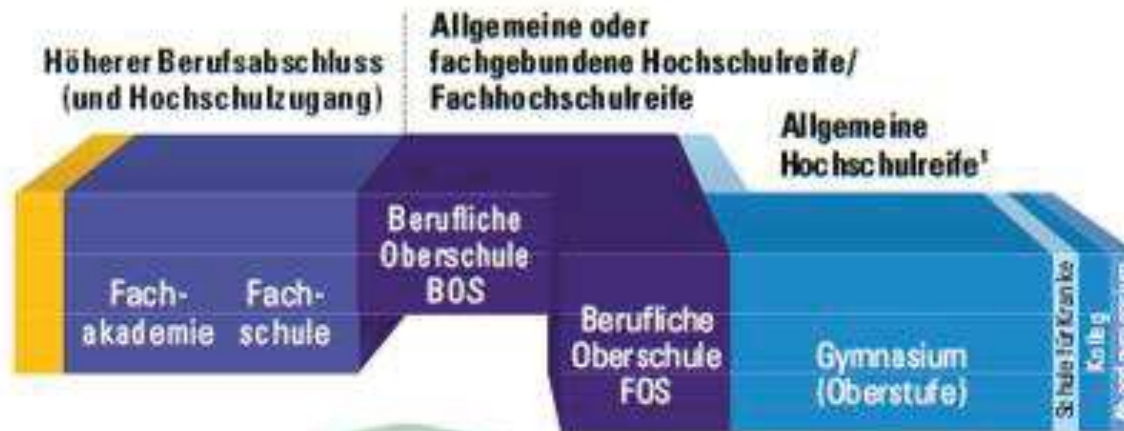 Höherer Berufsabschluss
(und Hochschulzugang)
Allgemeine oder
fachgebundene Hochschulreife/
Fachhochschulreife
Allgemeine
Hochschulreife¹
Fach-
akademie
Fach-
schule
Berufliche
Oberschule
BOS
Berufliche
Oberschule
FOS
Gymnasium
(Oberstufe)
Schule für Kranke
Kolleg